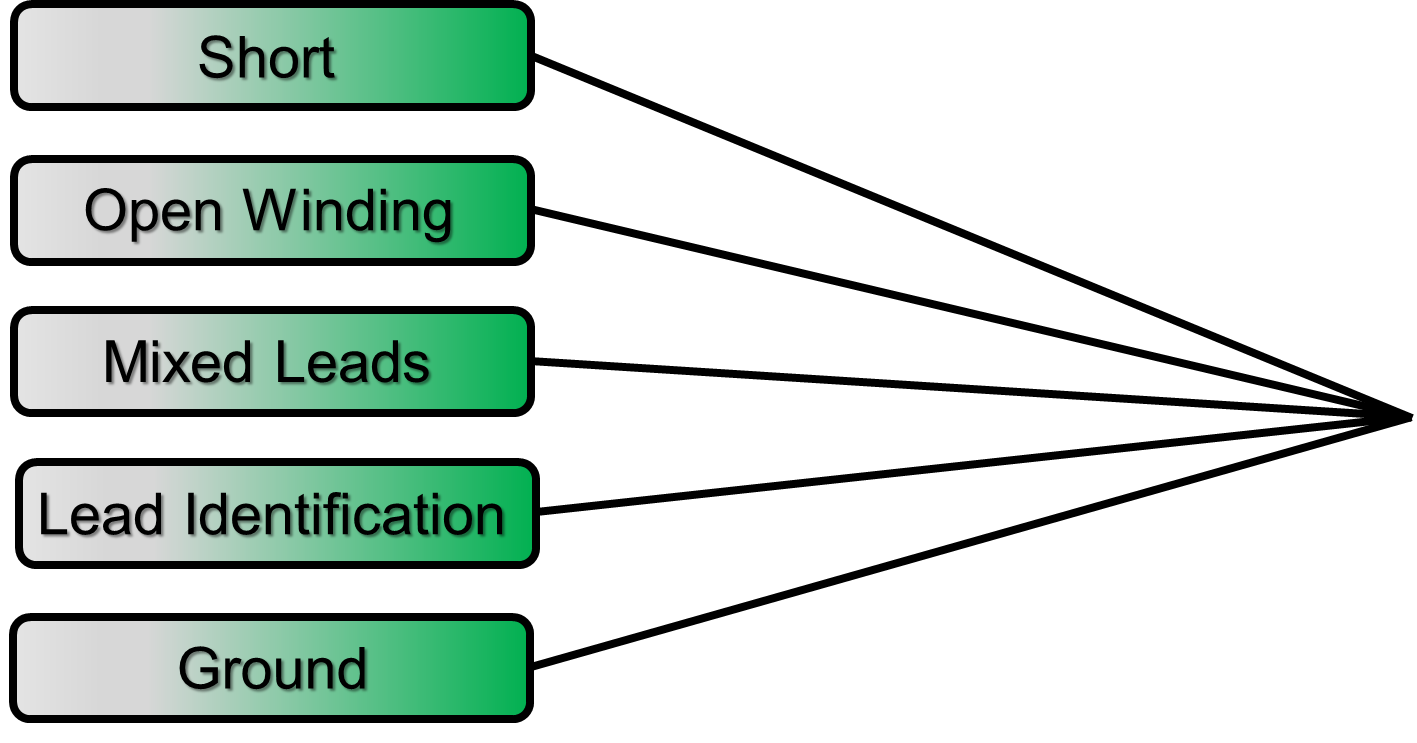 Short
Open Winding
Mixed Leads
Lead Identification
Ground